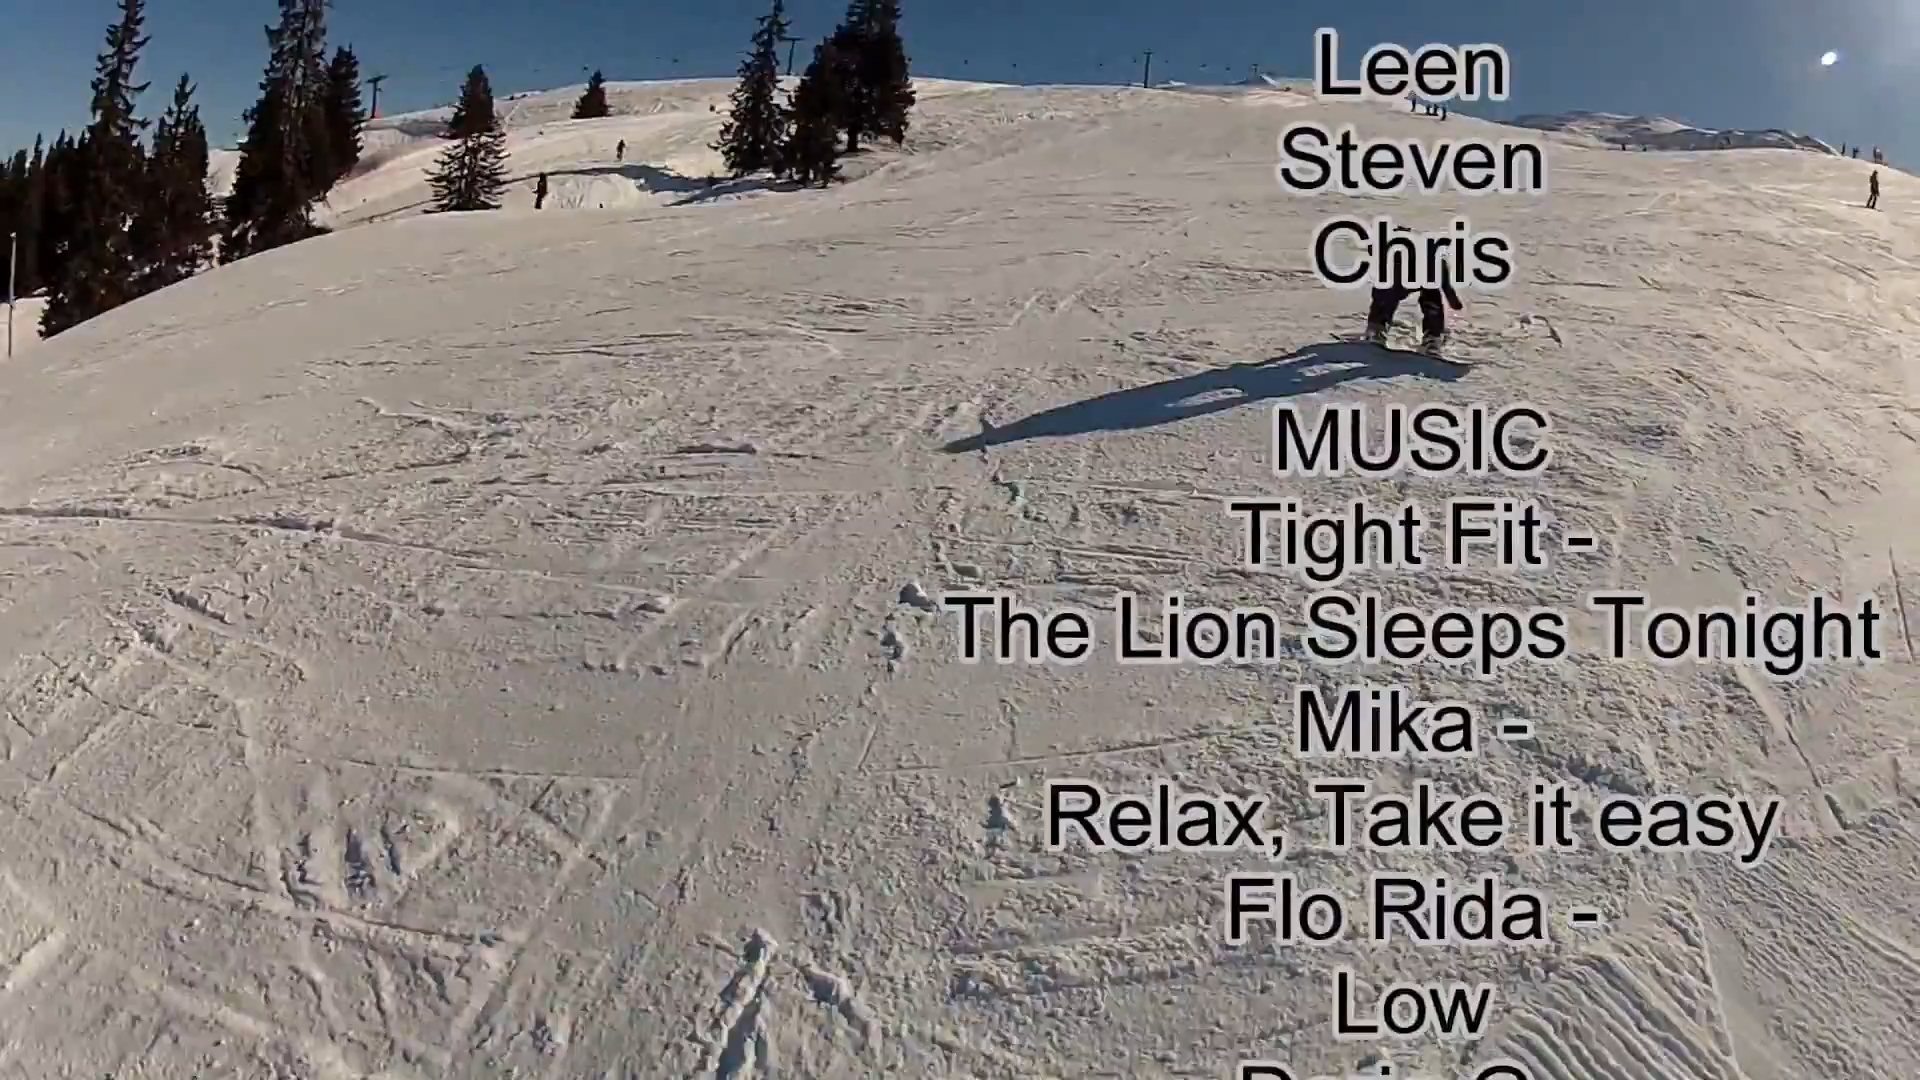 Leen
Steven
Chris
MUSIC
Tight Fit -
The Lion Sleeps Tonight
Mika -
Relax, Take it easy
Flo Rida -
Low